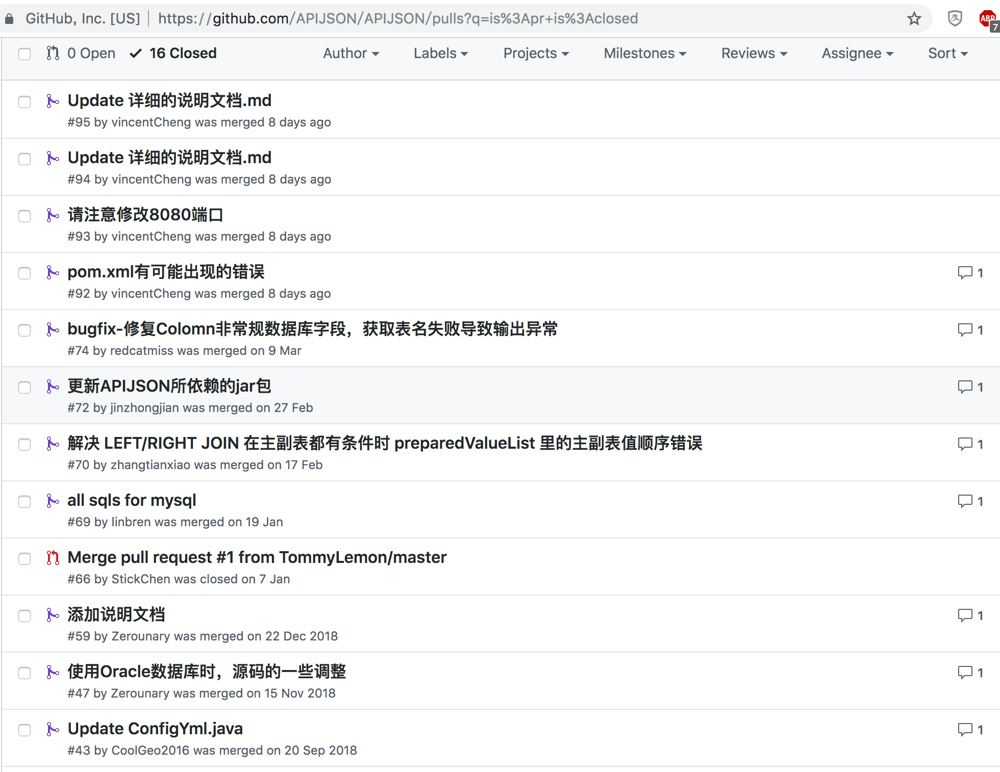 GitHub, Inc. [US] | https://github.com/APIJSON/APIJSON/pulls?q=is%3Apr+is%3Aclosed
ABP
7
0 Open 16 Closed Author Labels Projects Milestones Reviews Assignee Sort
Update 详细的说明文档.md
#95 by vincentCheng was merged 8 days ago
Update 详细的说明文档.md
#94 by vincentCheng was merged 8 days ago
请注意修改8080端口
#93 by vincentCheng was merged 8 days ago
pom.xml有可能出现的错误 1
#92 by vincentCheng was merged 8 days ago
bugfix-修复Colomn非常规数据库字段，获取表名失败导致输出异常 1
#74 by redcatmiss was merged on 9 Mar
更新APIJSON所依赖的jar包 1
#72 by jinzhongjian was merged on 27 Feb
解决 LEFT/RIGHT JOIN 在主副表都有条件时 preparedValueList 里的主副表值顺序错误 1
#70 by zhangtianxiao was merged on 17 Feb
all sqls for mysql 1
#69 by linbren was merged on 19 Jan
Merge pull request #1 from TommyLemon/master
#66 by StickChen was closed on 7 Jan
添加说明文档 1
#59 by Zerounary was merged on 22 Dec 2018
使用Oracle数据库时，源码的一些调整 1
#47 by Zerounary was merged on 15 Nov 2018
Update ConfigYml.java 1
#43 by CoolGeo2016 was merged on 20 Sep 2018